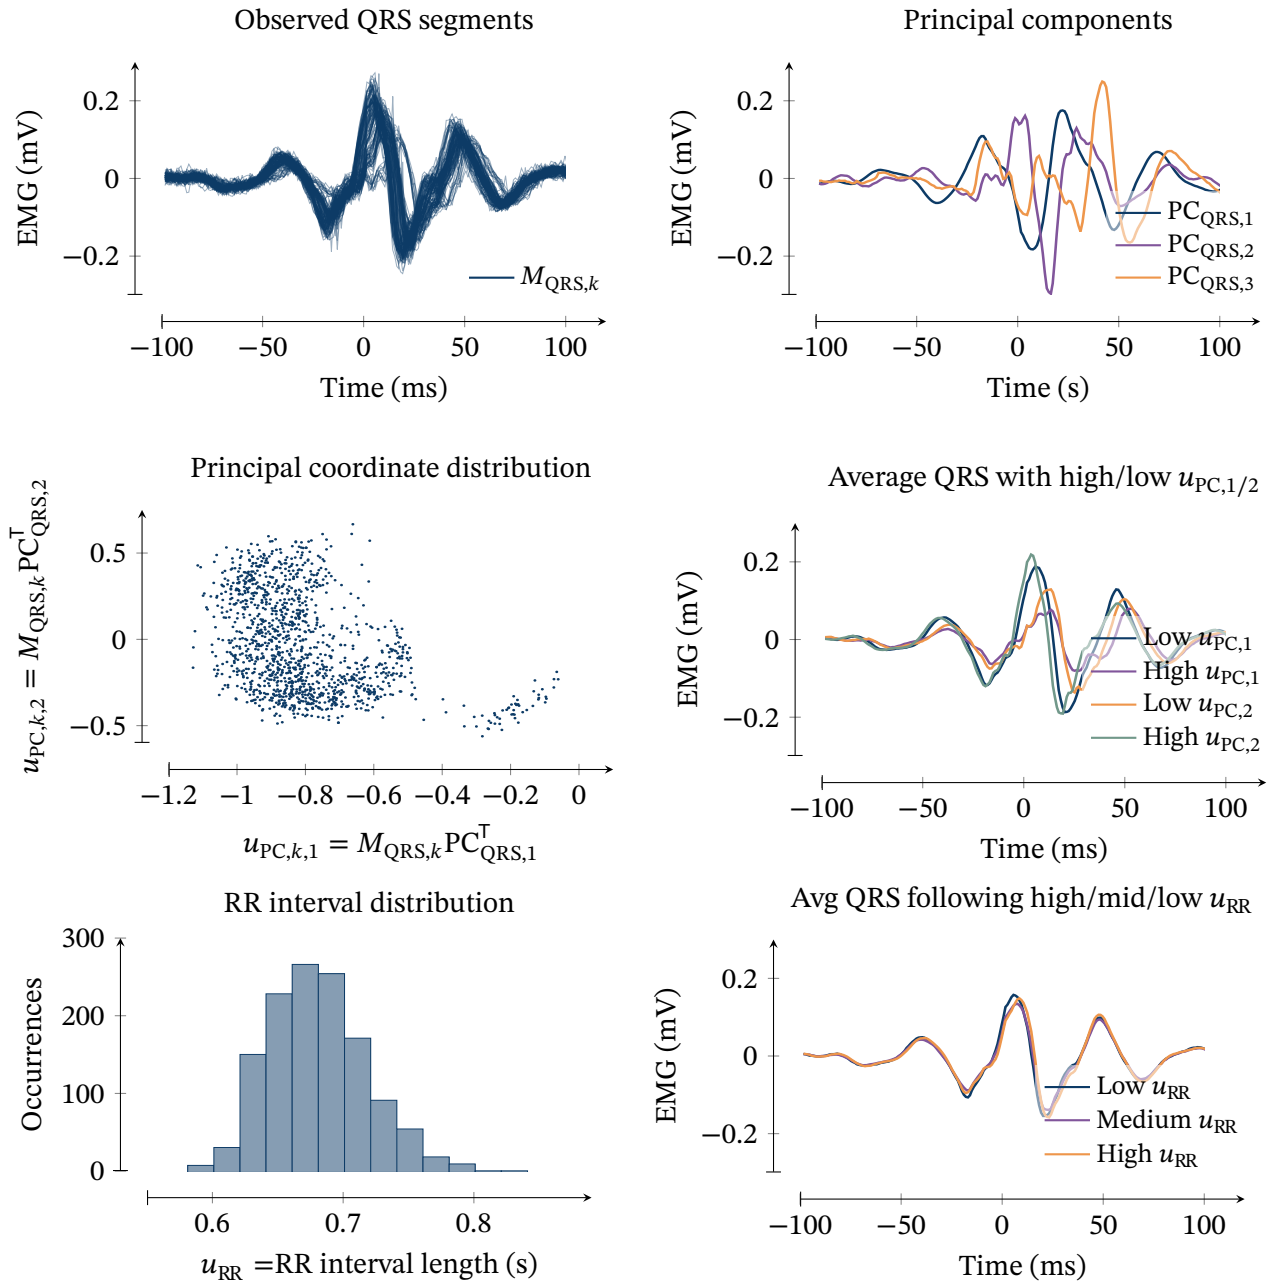 Observed QRS segments
EMG (mV)
0.2
0
−0.2
M_QRS,k
−100 −50 0 50 100
Time (ms)
Principal components
EMG (mV)
0.2
0
−0.2
PC_QRS,1
PC_QRS,2
PC_QRS,3
−100 −50 0 50 100
Time (s)
Principal coordinate distribution
u_PC,k,2 = M_QRS,k PC^T_QRS,2
0.5
0
−0.5
−1.2 −1 −0.8 −0.6 −0.4 −0.2 0
u_PC,k,1 = M_QRS,k PC^T_QRS,1
Average QRS with high/low u_PC,1/2
EMG (mV)
0.2
0
−0.2
Low u_PC,1
High u_PC,1
Low u_PC,2
High u_PC,2
−100 −50 0 50 100
Time (ms)
RR interval distribution
Occurrences
300
200
100
0
0.6 0.7 0.8
u_RR =RR interval length (s)
Avg QRS following high/mid/low u_RR
EMG (mV)
0.2
0
−0.2
Low u_RR
Medium u_RR
High u_RR
−100 −50 0 50 100
Time (ms)